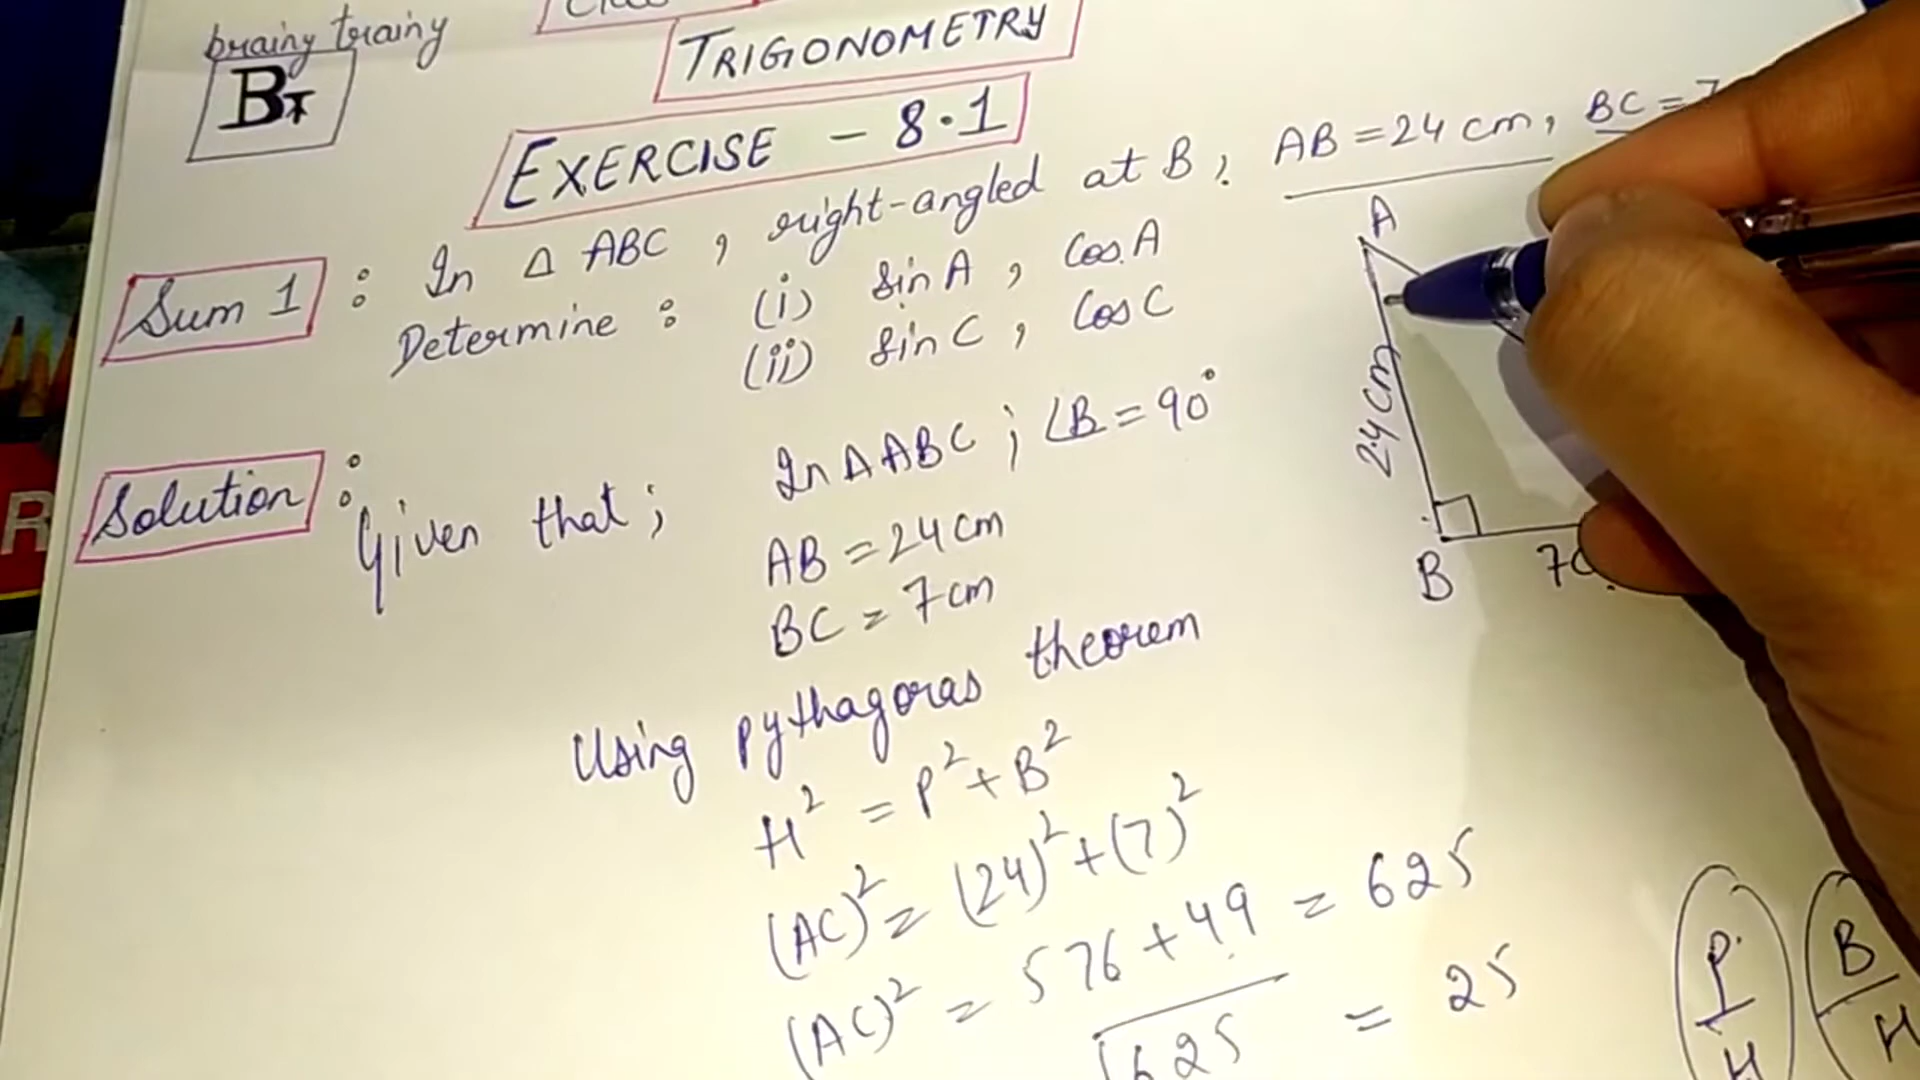 brainy trainy
BT
TRIGONOMETRY
EXERCISE - 8.1
Sum 1 : In Δ ABC, right-angled at B, AB = 24 cm, BC = 7
Determine : (i) sin A, cos A
(ii) sin C, cos C
Solution : Given that; In Δ ABC; ∠B = 90°
AB = 24 cm
BC = 7 cm
Using pythagoras theorem
H² = P² + B²
(AC)² = (24)² + (7)²
(AC)² = 576 + 49 = 625
√625 = 25
A
24 cm
B
7c
P/H
B/H